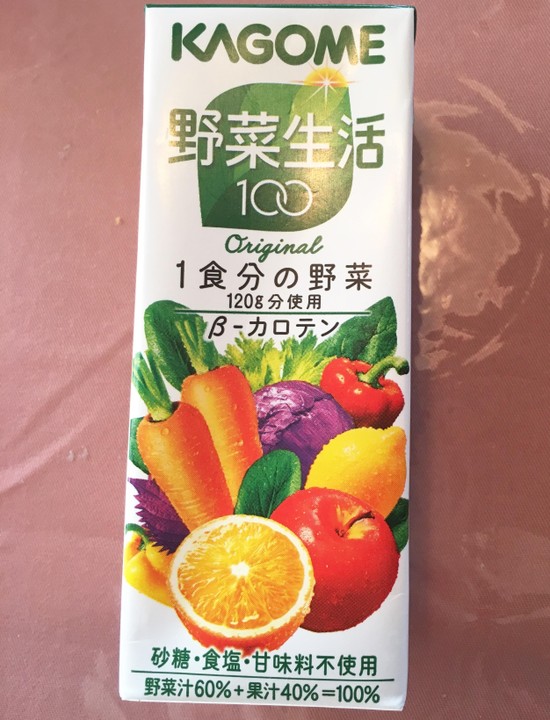 KAGOME
野菜生活
100
Original
1食分の野菜
120g分使用
β-カロテン
砂糖・食塩・甘味料不使用
野菜汁60%+果汁40%=100%